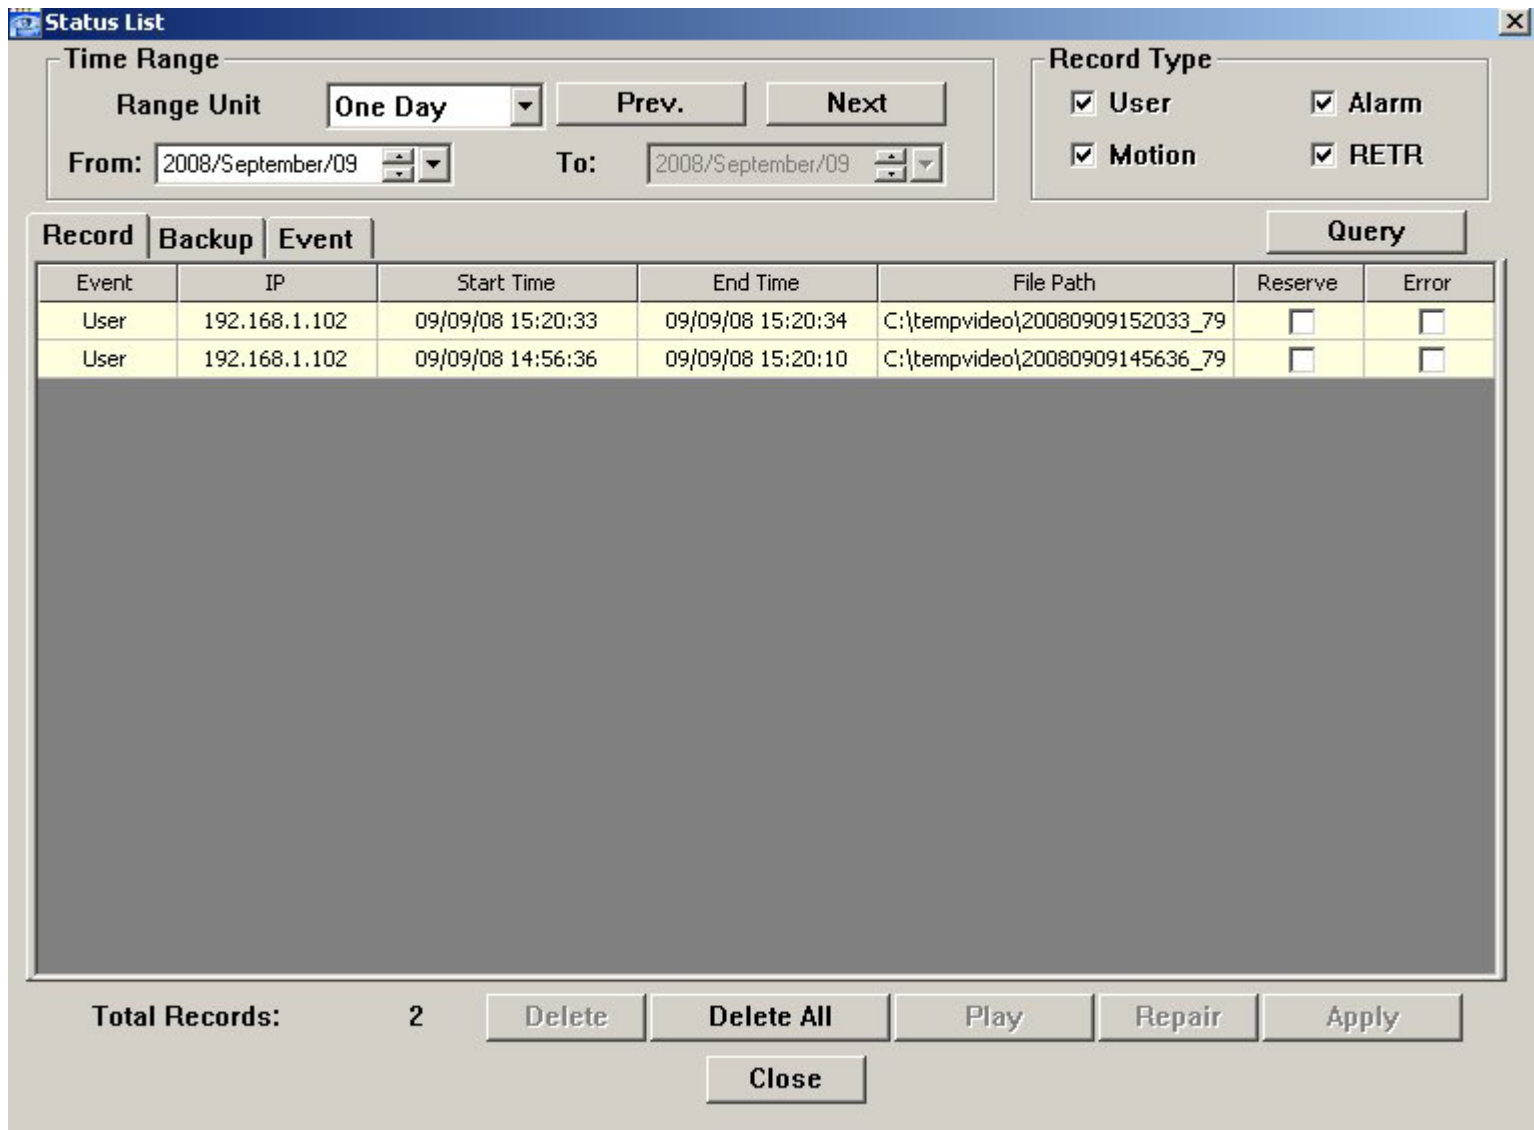 Status List
Time Range
Record Type
Range Unit One Day Prev. Next
User Alarm
From: 2008/September/09 To: 2008/September/09
Motion RETR
Record Backup Event Query
Event IP Start Time End Time File Path Reserve Error
User 192.168.1.102 09/09/08 15:20:33 09/09/08 15:20:34 C:\tempvideo\20080909152033_79
User 192.168.1.102 09/09/08 14:56:36 09/09/08 15:20:10 C:\tempvideo\20080909145636_79
Total Records: 2 Delete Delete All Play Repair Apply
Close